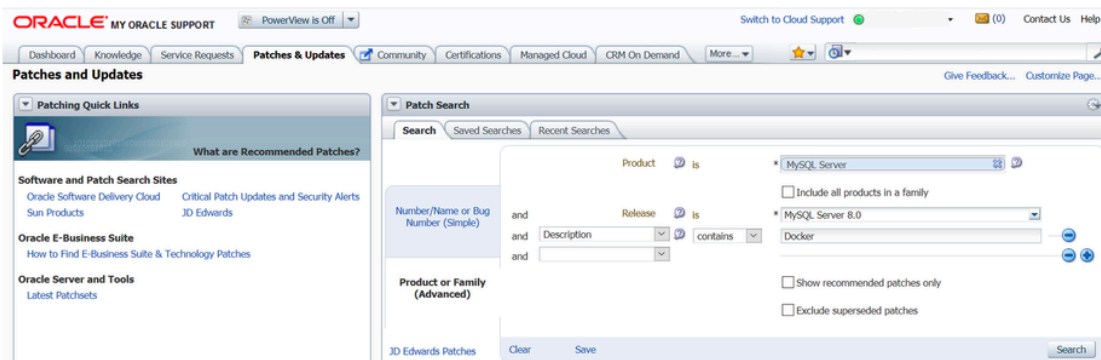 ORACLE MY ORACLE SUPPORT PowerView is Off Switch to Cloud Support (0) Contact Us Help
Dashboard Knowledge Service Requests Patches & Updates Community Certifications Managed Cloud CRM On Demand More...
Patches and Updates Give Feedback... Customize Page...
Patching Quick Links
What are Recommended Patches?
Software and Patch Search Sites
Oracle Software Delivery Cloud Critical Patch Updates and Security Alerts
Sun Products JD Edwards
Oracle E-Business Suite
How to Find E-Business Suite & Technology Patches
Oracle Server and Tools
Latest Patchsets
Patch Search
Search Saved Searches Recent Searches
Number/Name or Bug
Number (Simple)
Product or Family
(Advanced)
JD Edwards Patches
Product is * MySQL Server
Include all products in a family
and Release is * MySQL Server 8.0
and Description contains Docker
and
Show recommended patches only
Exclude superseded patches
Clear Save Search